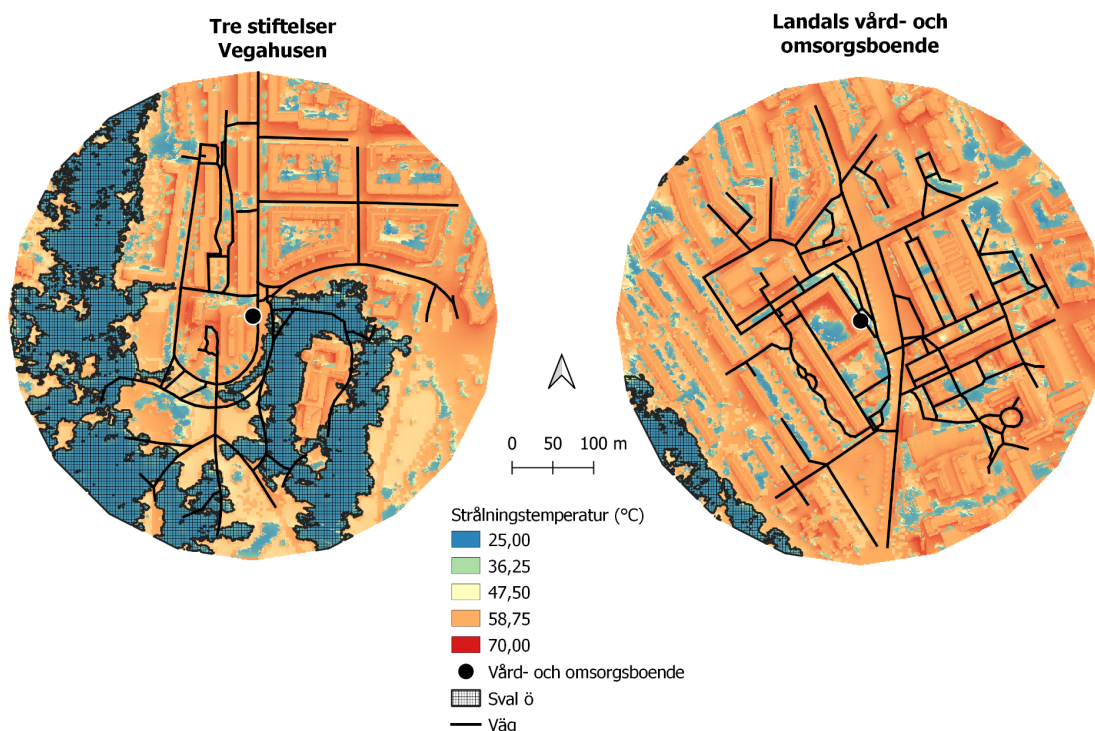 Tre stiftelser
Vegahusen
Landals vård- och
omsorgsboende
0 50 100 m
Strålningstemperatur (°C)
25,00
36,25
47,50
58,75
70,00
Vård- och omsorgsboende
Sval ö
Väg